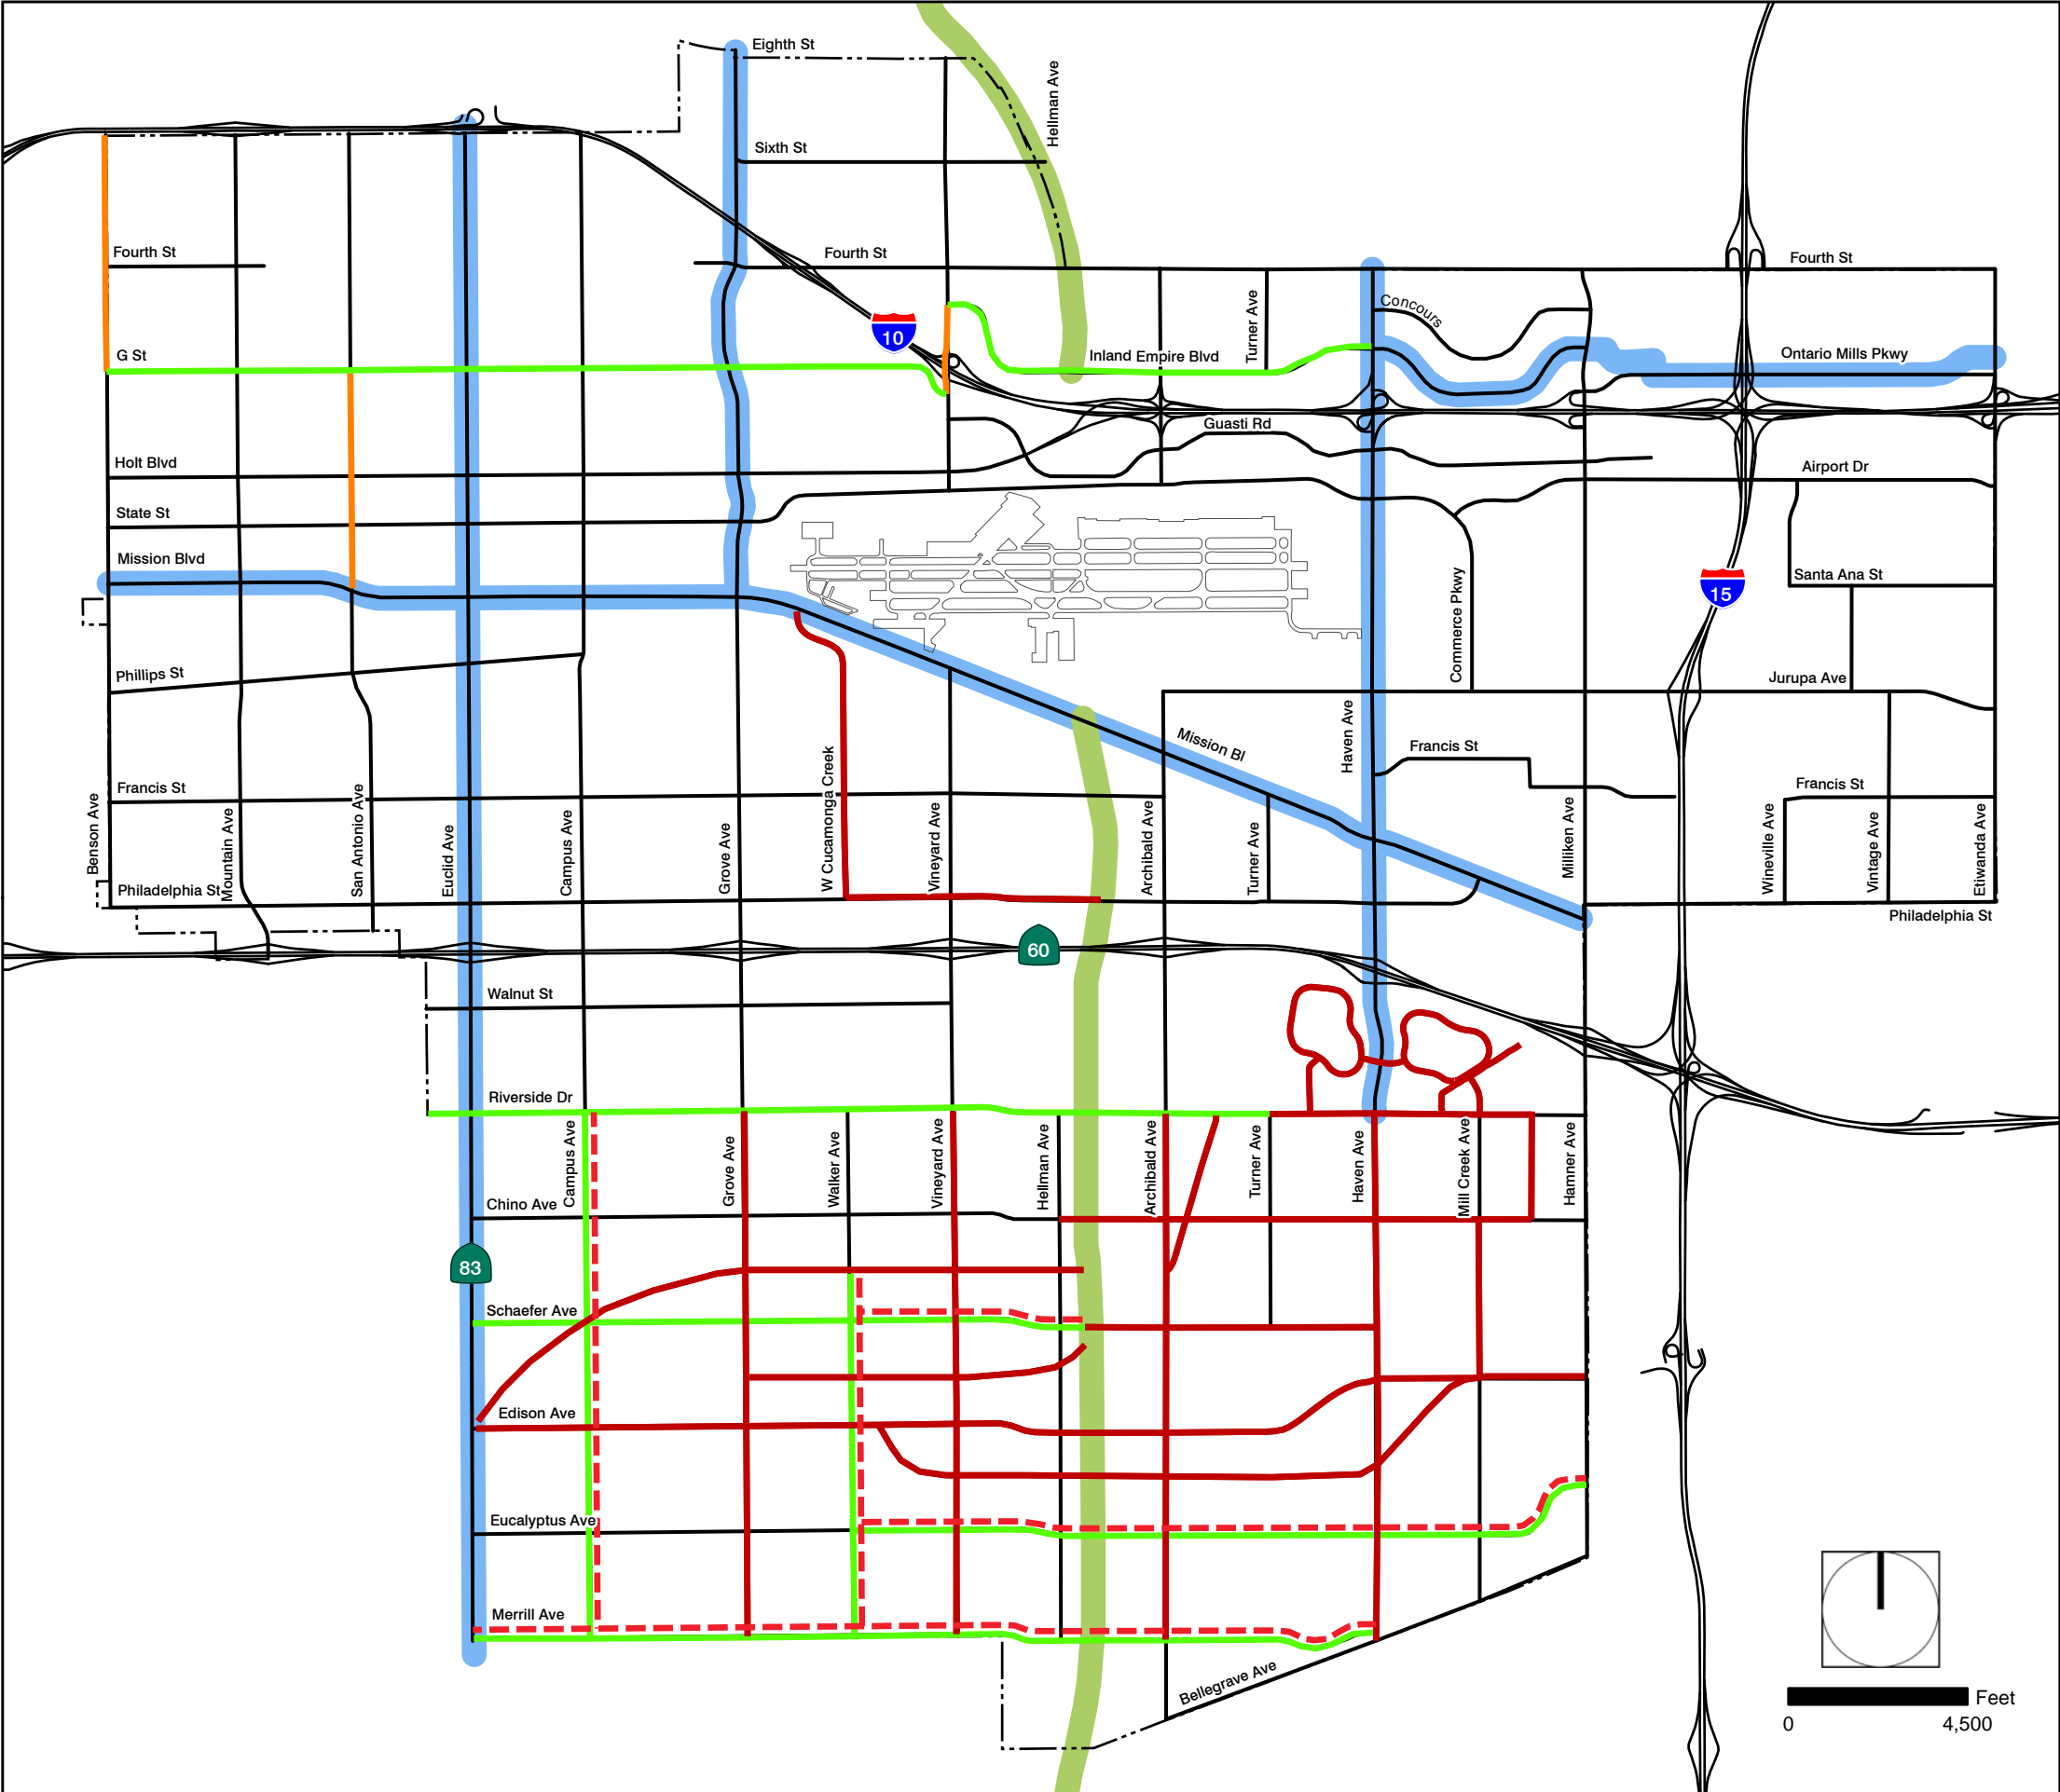 Eighth St
Hellman Ave
Sixth St
Fourth St
Fourth St
Fourth St
Concours
Turner Ave
10
G St
Inland Empire Blvd
Ontario Mills Pkwy
Guasti Rd
Holt Blvd
Airport Dr
State St
Mission Blvd
Santa Ana St
15
Commerce Pkwy
Phillips St
Jurupa Ave
Haven Ave
Mission Bl
Francis St
Francis St
Francis St
Benson Ave
Mountain Ave
San Antonio Ave
Euclid Ave
Campus Ave
Grove Ave
W Cucamonga Creek
Vineyard Ave
Archibald Ave
Turner Ave
Milliken Ave
Wineville Ave
Vintage Ave
Etiwanda Ave
Philadelphia St
Philadelphia St
60
Walnut St
Riverside Dr
Campus Ave
Grove Ave
Walker Ave
Vineyard Ave
Hellman Ave
Archibald Ave
Turner Ave
Haven Ave
Mill Creek Ave
Hamner Ave
Chino Ave
83
Schaefer Ave
Edison Ave
Eucalyptus Ave
Merrill Ave
Bellegrave Ave
Feet
0 4,500